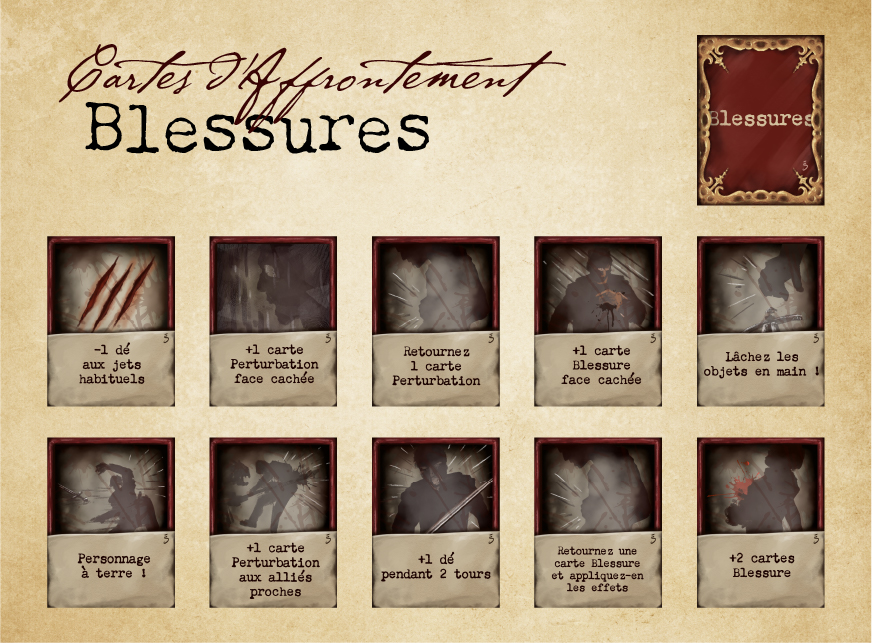 Cartes d'Affrontement
Blessures
Blessures
3
3
-1 dé
aux jets
habituels
3
+1 carte
Perturbation
face cachée
3
Retournez
1 carte
Perturbation
3
+1 carte
Blessure
face cachée
3
Lâchez les
objets en main !
3
Personnage
à terre !
3
+1 carte
Perturbation
aux alliés
proches
3
+1 dé
pendant 2 tours
3
Retournez une
carte Blessure
et appliquez-en
les effets
3
+2 cartes
Blessure